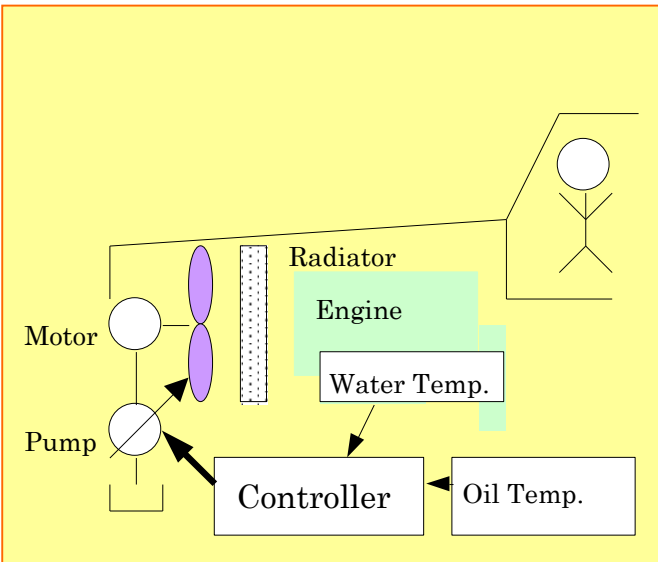 Radiator
Engine
Motor
Water Temp.
Pump
Controller
Oil Temp.